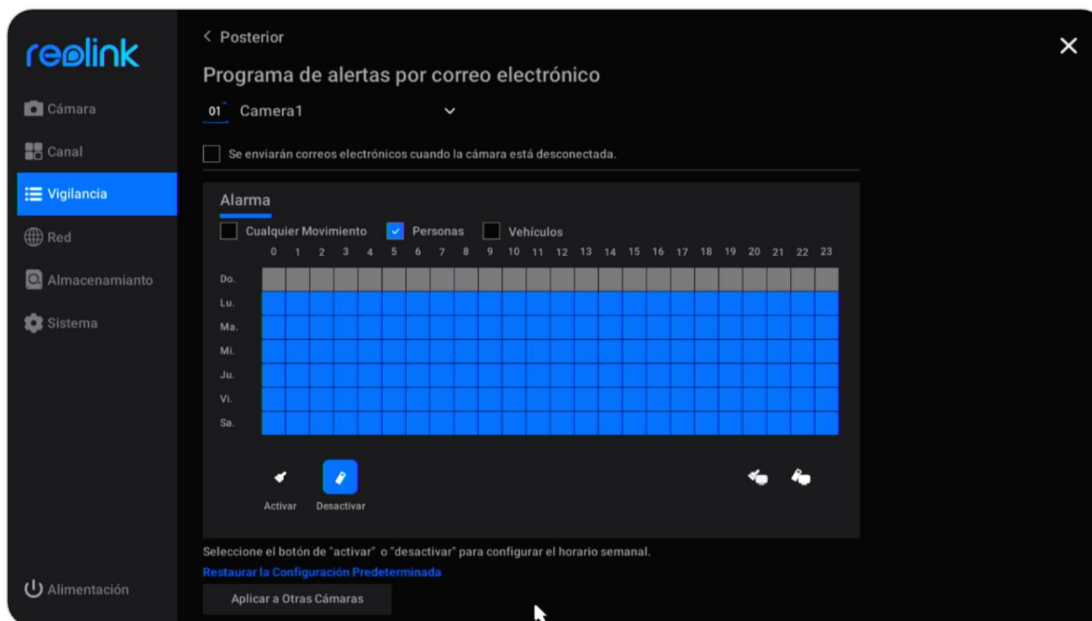 reolink
< Posterior
Programa de alertas por correo electrónico
01 Camera1
Cámara
Canal
Vigilancia
Red
Almacenamianto
Sistema
Alimentación
Se enviarán correos electrónicos cuando la cámara está desconectada.
Alarma
Cualquier Movimiento Personas Vehículos
0 1 2 3 4 5 6 7 8 9 10 11 12 13 14 15 16 17 18 19 20 21 22 23
Do.
Lu.
Ma.
Mi.
Ju.
Vi.
Sa.
Activar Desactivar
Seleccione el botón de "activar" o "desactivar" para configurar el horario semanal.
Restaurar la Configuración Predeterminada
Aplicar a Otras Cámaras